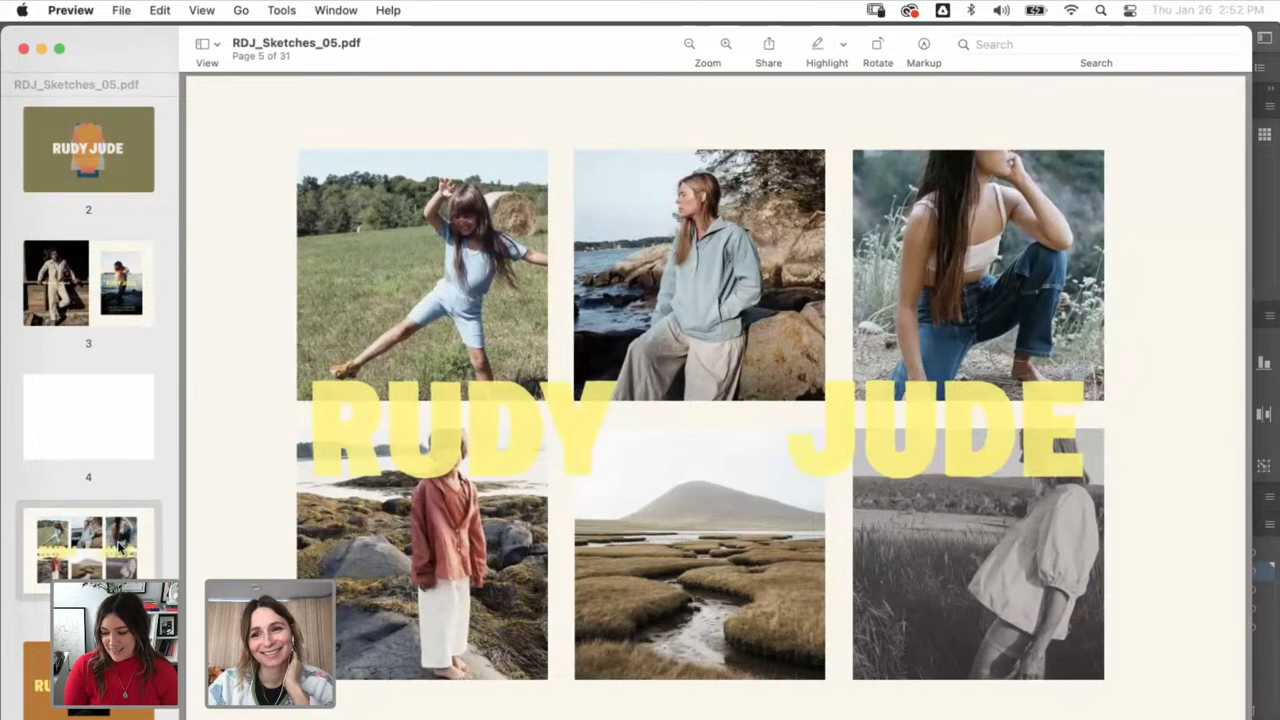 Preview File Edit View Go Tools Window Help Thu Jan 26 2:52 PM
RDJ_Sketches_05.pdf
Page 5 of 31
Search
View Zoom Share Highlight Rotate Markup Search
RDJ_Sketches_05.pdf
RUDY JUDE
2
3
4
RUDY JUDE
RU